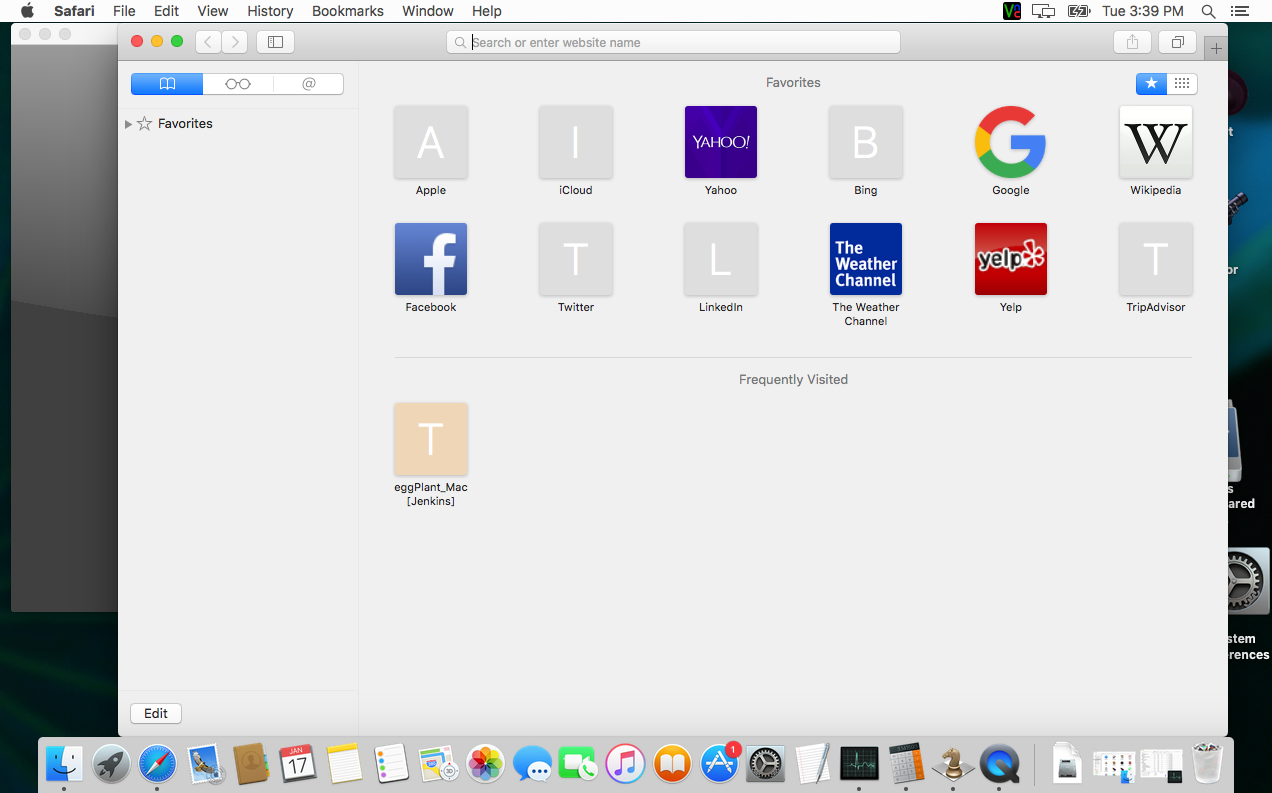 Safari File Edit View History Bookmarks Window Help Tue 3:39 PM
Search or enter website name
@
Favorites
Favorites
A
I
YAHOO!
B
G
W
Apple
iCloud
Yahoo
Bing
Google
Wikipedia
f
T
L
The
Weather
Channel
yelp
T
Facebook
Twitter
LinkedIn
The Weather
Channel
Yelp
TripAdvisor
Frequently Visited
T
eggPlant_Mac
[Jenkins]
t
or
s
ared
stem
rences
Edit
JAN
17
1